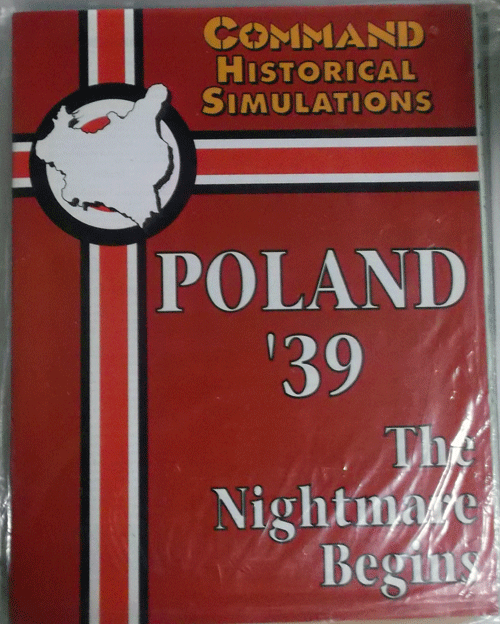 COMMAND
HISTORICAL
SIMULATIONS
POLAND
'39
The
Nightmare
Begins